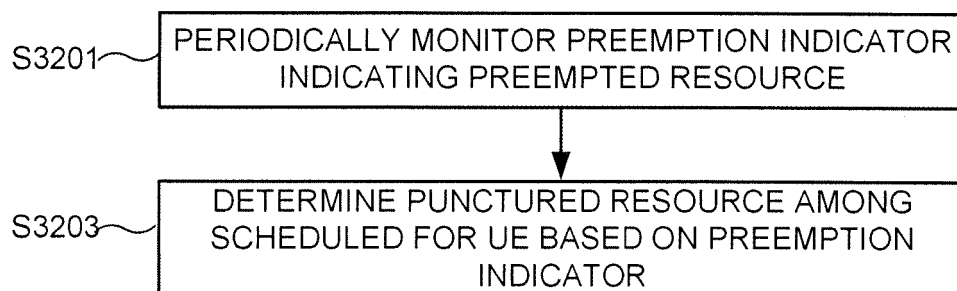 S3201
PERIODICALLY MONITOR PREEMPTION INDICATOR
INDICATING PREEMPTED RESOURCE
S3203
DETERMINE PUNCTURED RESOURCE AMONG
SCHEDULED FOR UE BASED ON PREEMPTION
INDICATOR